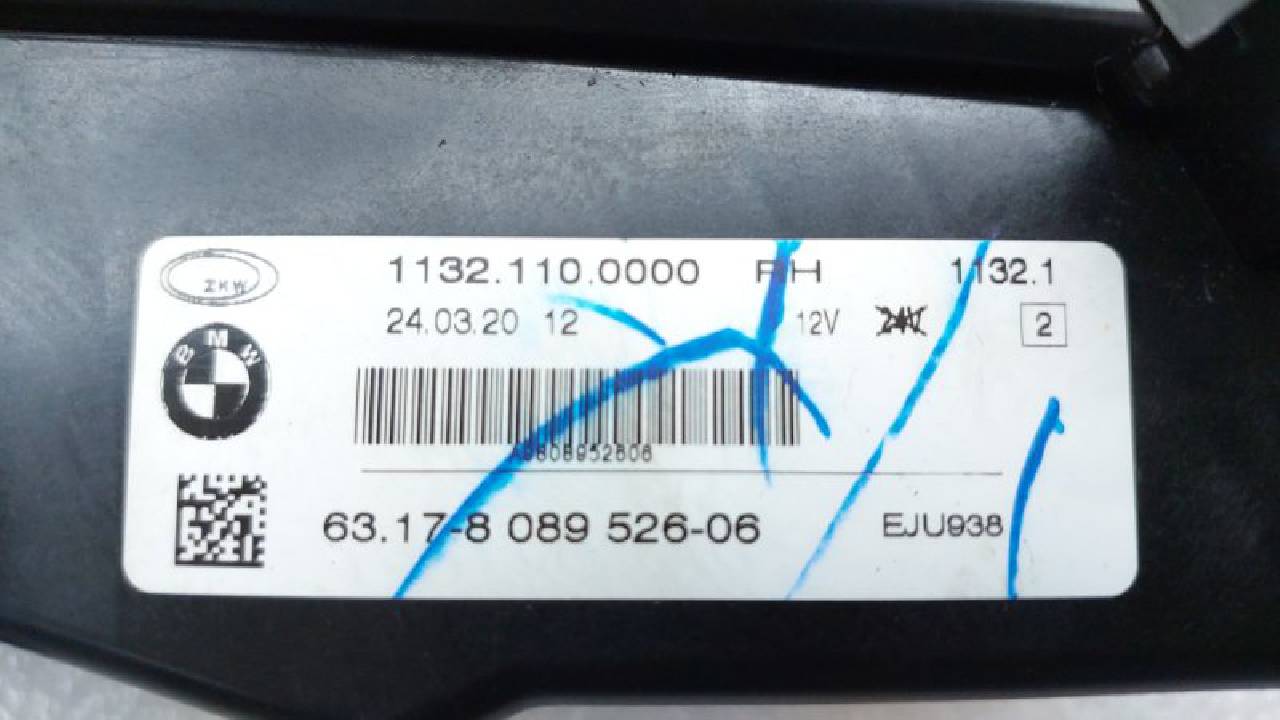 ZKW
1132.110.0000 RH 1132.1
24.03.20 12 12V 24V 2
BMW
A0808952606
63.17-8 089 526-06 EJU938